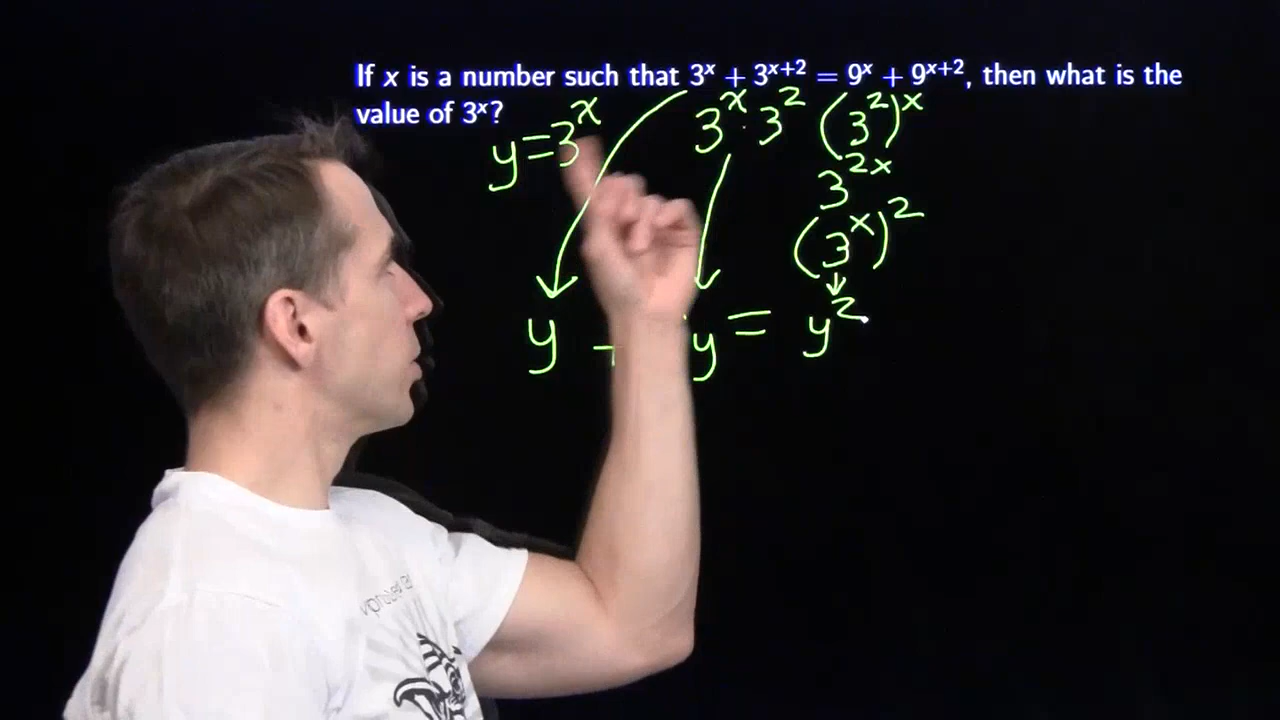 If x is a number such that 3ˣ + 3ˣ⁺² = 9ˣ + 9ˣ⁺², then what is the
value of 3ˣ?
y = 3ˣ
3ˣ · 3²
(3²)ˣ
3²ˣ
(3ˣ)²
y + y = y²